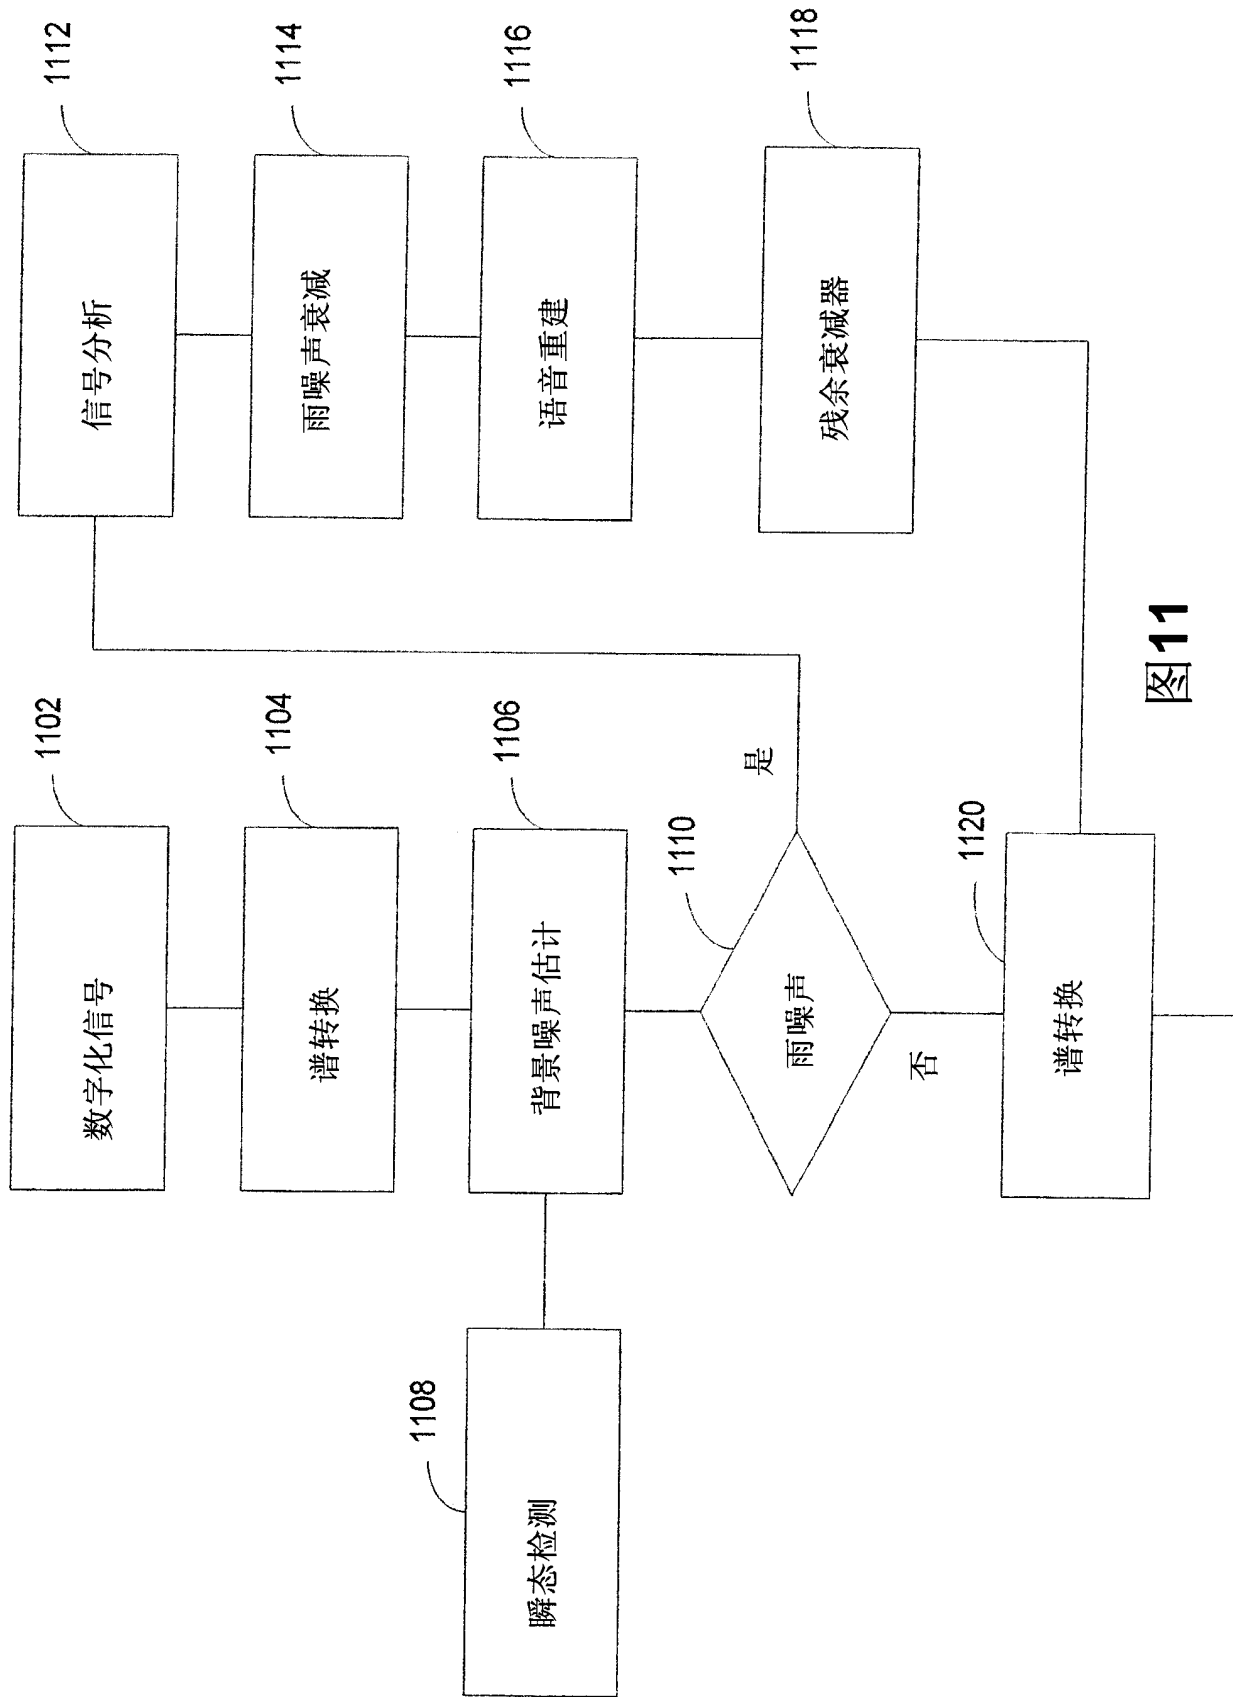 1102
数字化信号
1104
谱转换
1106
背景噪声估计
1108
瞬态检测
1110
雨噪声
是
否
1112
信号分析
1114
雨噪声衰减
1116
语音重建
1118
残余衰减器
1120
谱转换
图11